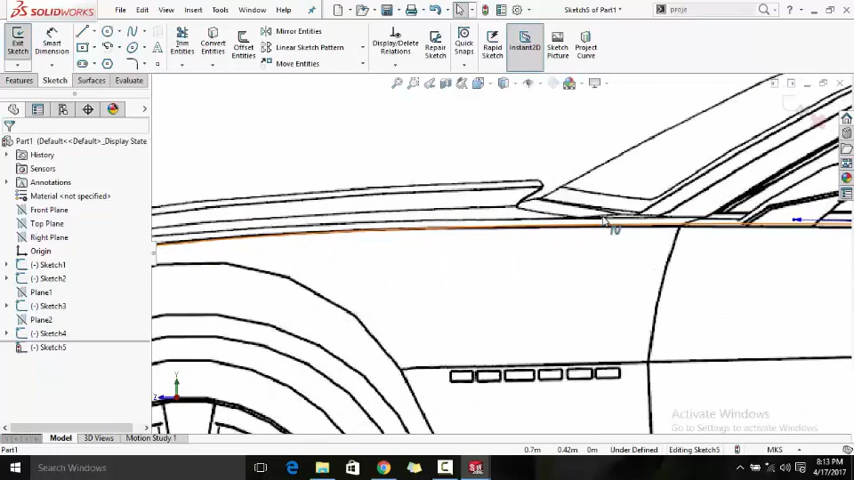 SOLIDWORKS
File Edit View Insert Tools Window Help
Sketch5 of Part1 *
proje
Exit Sketch
Smart Dimension
Trim Entities
Convert Entities
Offset Entities
Mirror Entities
Linear Sketch Pattern
Move Entities
Display/Delete Relations
Repair Sketch
Quick Snaps
Rapid Sketch
Instant2D
Sketch Picture
Project Curve
Features Sketch Surfaces Evaluate
Part1 (Default<<Default>_Display State
History
Sensors
Annotations
Material <not specified>
Front Plane
Top Plane
Right Plane
Origin
(-) Sketch1
(-) Sketch2
Plane1
(-) Sketch3
Plane2
(-) Sketch4
(-) Sketch5
Y
Z
Activate Windows
Go to Settings to activate Windows.
Model 3D Views Motion Study 1
Part1 0.7m 0.42m 0m Under Defined Editing Sketch5 MKS
Search Windows
8:13 PM
4/17/2017